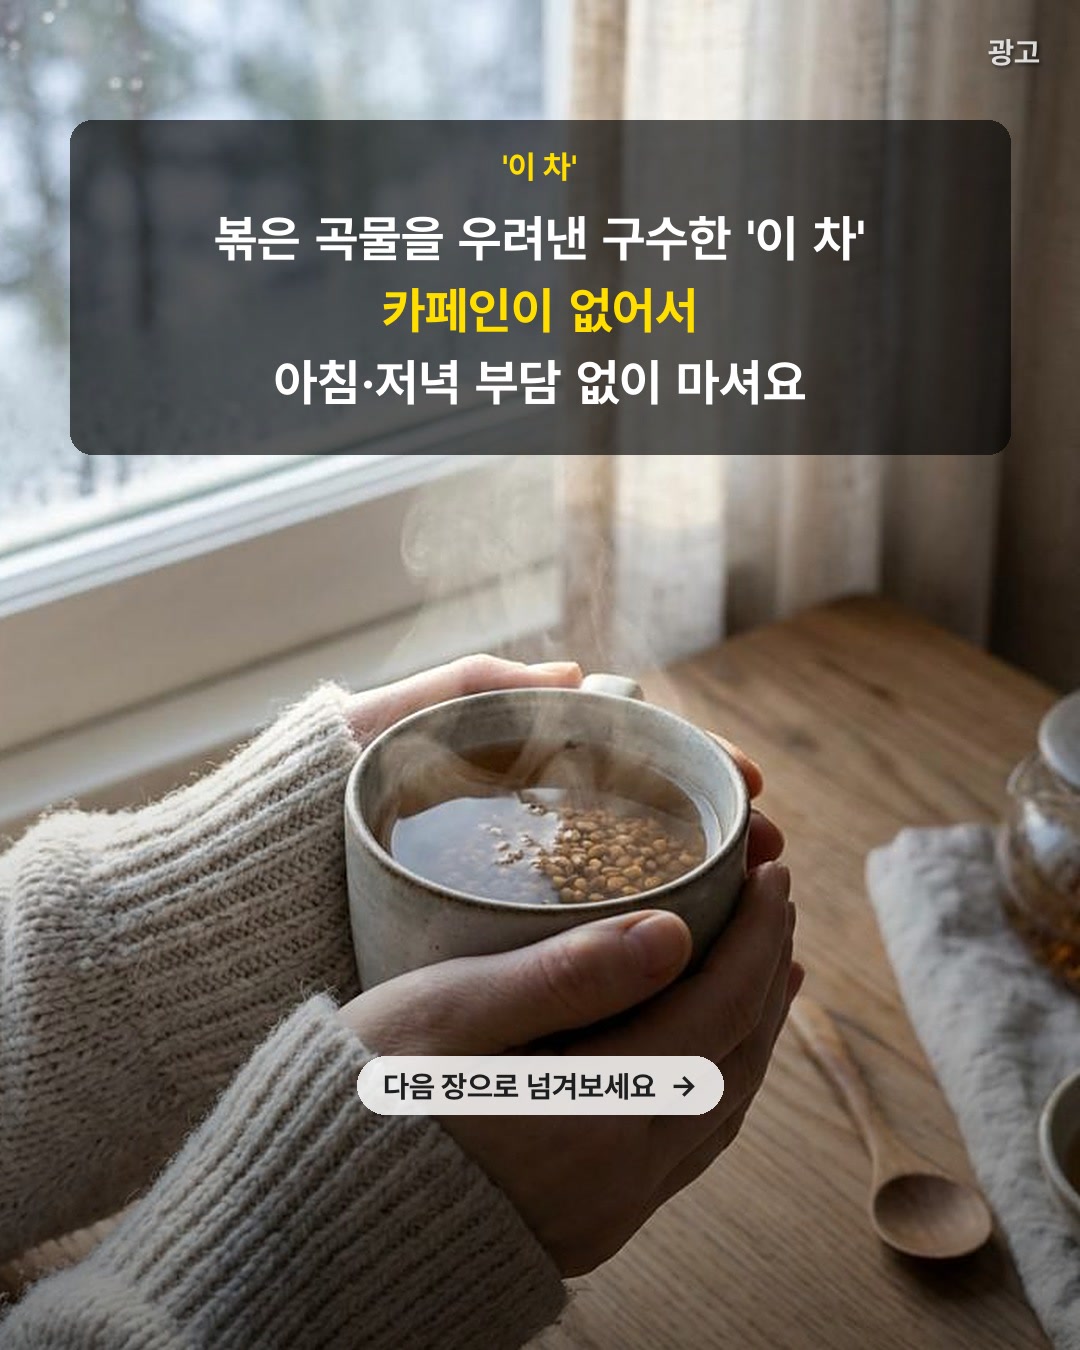 광고
'이 차'
볶은 곡물을 우려낸 구수한 '이 차'
카페인이 없어서
아침·저녁 부담 없이 마셔요
다음 장으로 넘겨보세요 →